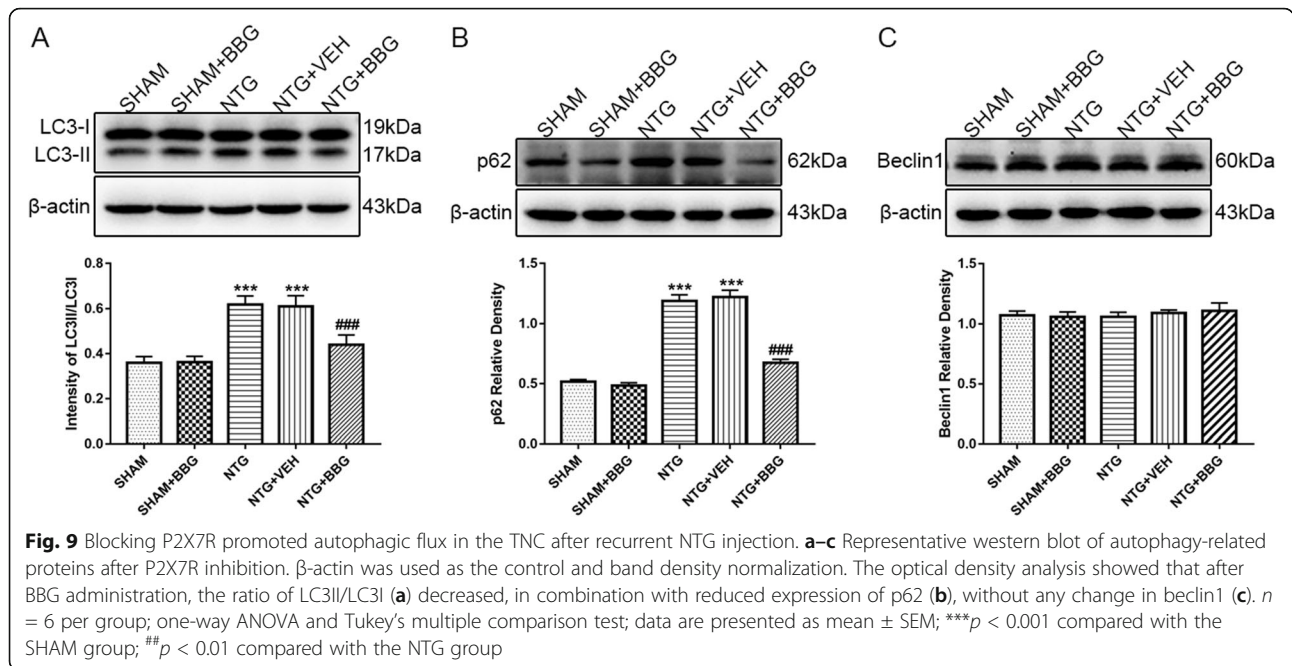 A
SHAM
SHAM+BBG
NTG
NTG+VEH
NTG+BBG
LC3-I
19kDa
LC3-II
17kDa
β-actin
43kDa
0.8
0.6
0.4
0.2
0.0
Intensity of LC3II/LC3I
***
***
###
SHAM
SHAM+BBG
NTG
NTG+VEH
NTG+BBG
B
SHAM
SHAM+BBG
NTG
NTG+VEH
NTG+BBG
p62
62kDa
β-actin
43kDa
1.5
1.0
0.5
0.0
p62 Relative Density
***
***
###
SHAM
SHAM+BBG
NTG
NTG+VEH
NTG+BBG
C
SHAM
SHAM+BBG
NTG
NTG+VEH
NTG+BBG
Beclin1
60kDa
β-actin
43kDa
1.5
1.0
0.5
0.0
Beclin1 Relative Density
SHAM
SHAM+BBG
NTG
NTG+VEH
NTG+BBG
Fig. 9 Blocking P2X7R promoted autophagic flux in the TNC after recurrent NTG injection. a–c Representative western blot of autophagy-related
proteins after P2X7R inhibition. β-actin was used as the control and band density normalization. The optical density analysis showed that after
BBG administration, the ratio of LC3II/LC3I (a) decreased, in combination with reduced expression of p62 (b), without any change in beclin1 (c). n
= 6 per group; one-way ANOVA and Tukey's multiple comparison test; data are presented as mean ± SEM; ***p < 0.001 compared with the
SHAM group; ##p < 0.01 compared with the NTG group